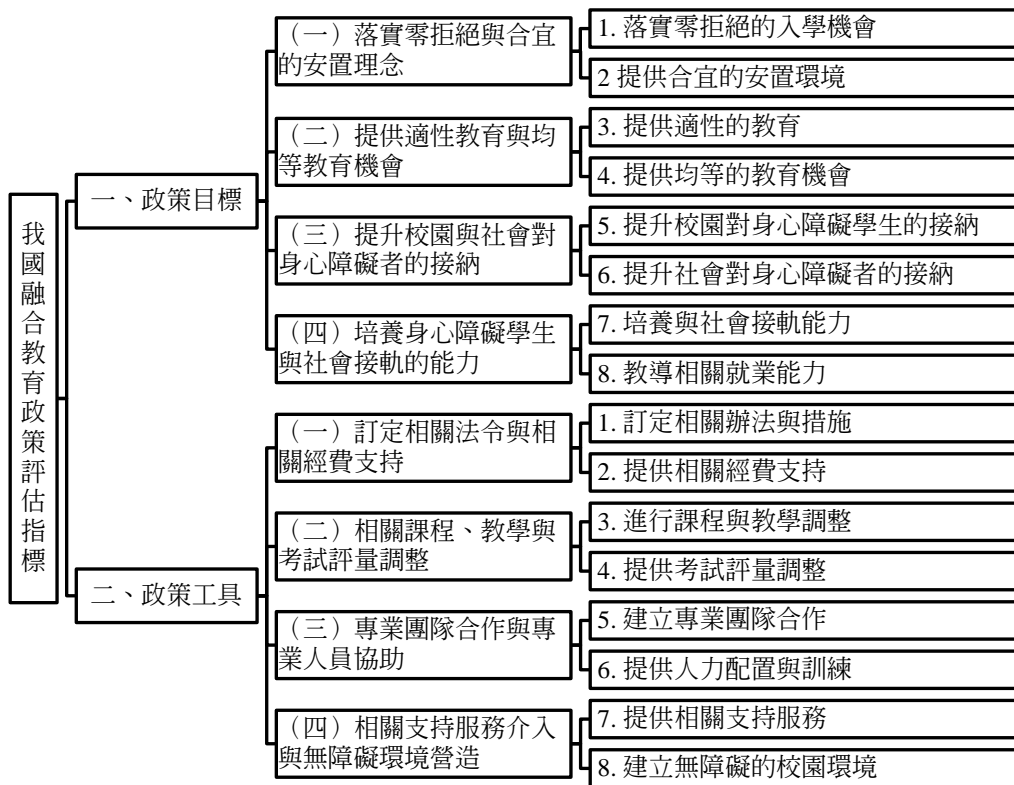 我國融合教育政策評估指標
一、政策目標
（一）落實零拒絕與合宜
的安置理念
1. 落實零拒絕的入學機會
2 提供合宜的安置環境
（二）提供適性教育與均
等教育機會
3. 提供適性的教育
4. 提供均等的教育機會
（三）提升校園與社會對
身心障礙者的接納
5. 提升校園對身心障礙學生的接納
6. 提升社會對身心障礙者的接納
（四）培養身心障礙學生
與社會接軌的能力
7. 培養與社會接軌能力
8. 教導相關就業能力
二、政策工具
（一）訂定相關法令與相
關經費支持
1. 訂定相關辦法與措施
2. 提供相關經費支持
（二）相關課程、教學與
考試評量調整
3. 進行課程與教學調整
4. 提供考試評量調整
（三）專業團隊合作與專
業人員協助
5. 建立專業團隊合作
6. 提供人力配置與訓練
（四）相關支持服務介入
與無障礙環境營造
7. 提供相關支持服務
8. 建立無障礙的校園環境